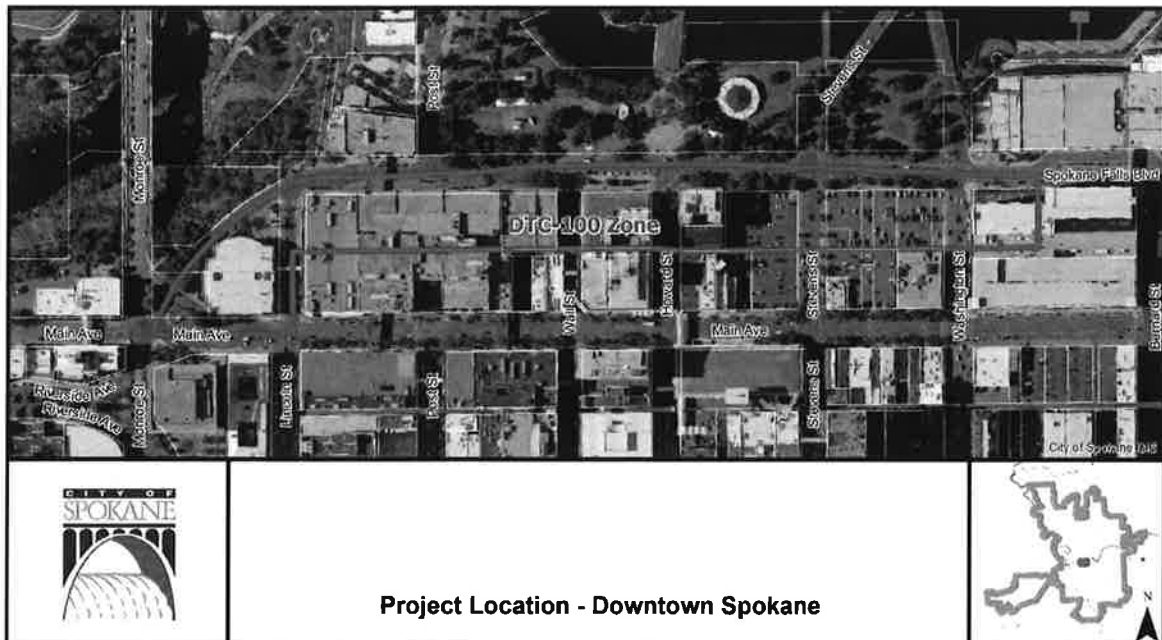 Post St
Stevens St
Monroe St
Spokane Falls Blvd
DTC-100 Zone
Wall St
Howard St
Stevens St
Washington St
Bernard St
Main Ave
Main Ave
Main Ave
Riverside Ave
Riverside Ave
Monroe St
Lincoln St
Post St
Stevens St
City of Spokane GIS
CITY OF
SPOKANE
Project Location - Downtown Spokane
N